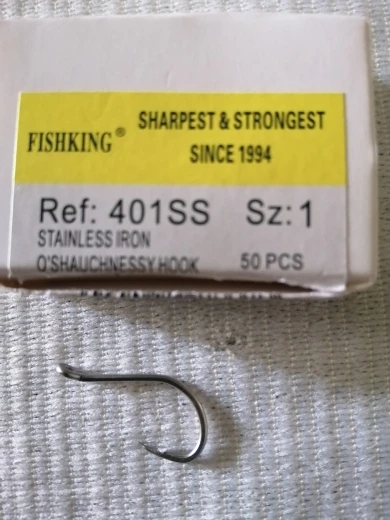 FISHKING®
SHARPEST & STRONGEST
SINCE 1994
Ref: 401SS Sz: 1
STAINLESS IRON
O'SHAUCHNESSY HOOK 50 PCS